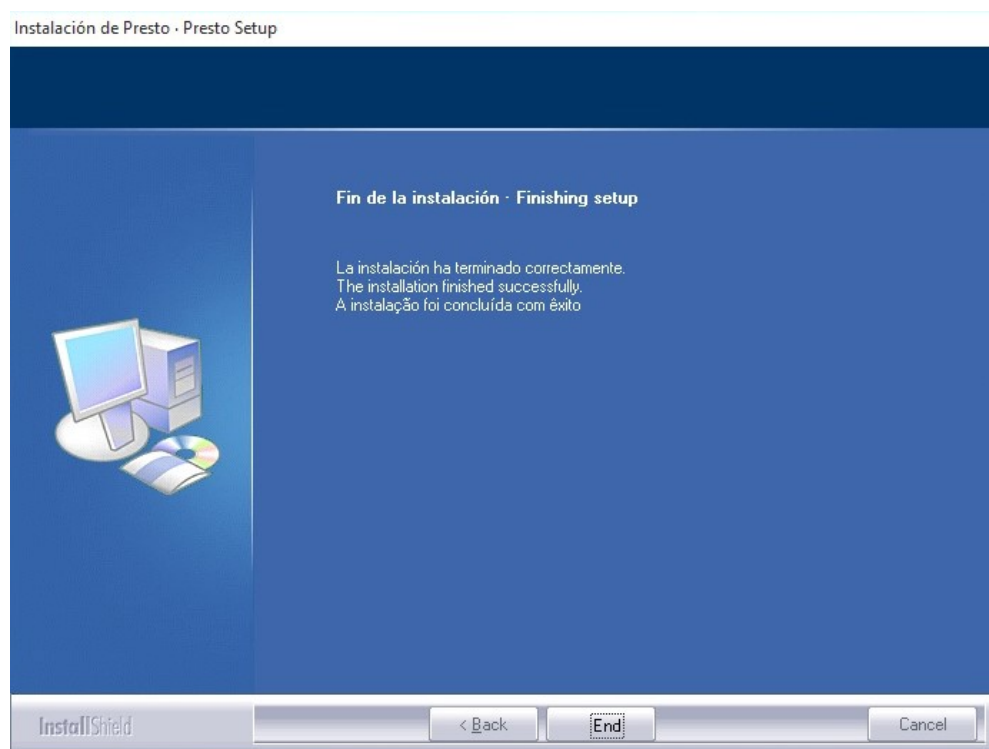 Instalación de Presto · Presto Setup
Fin de la instalación · Finishing setup
La instalación ha terminado correctamente.
The installation finished successfully.
A instalação foi concluída com êxito
InstallShield
< Back
End
Cancel